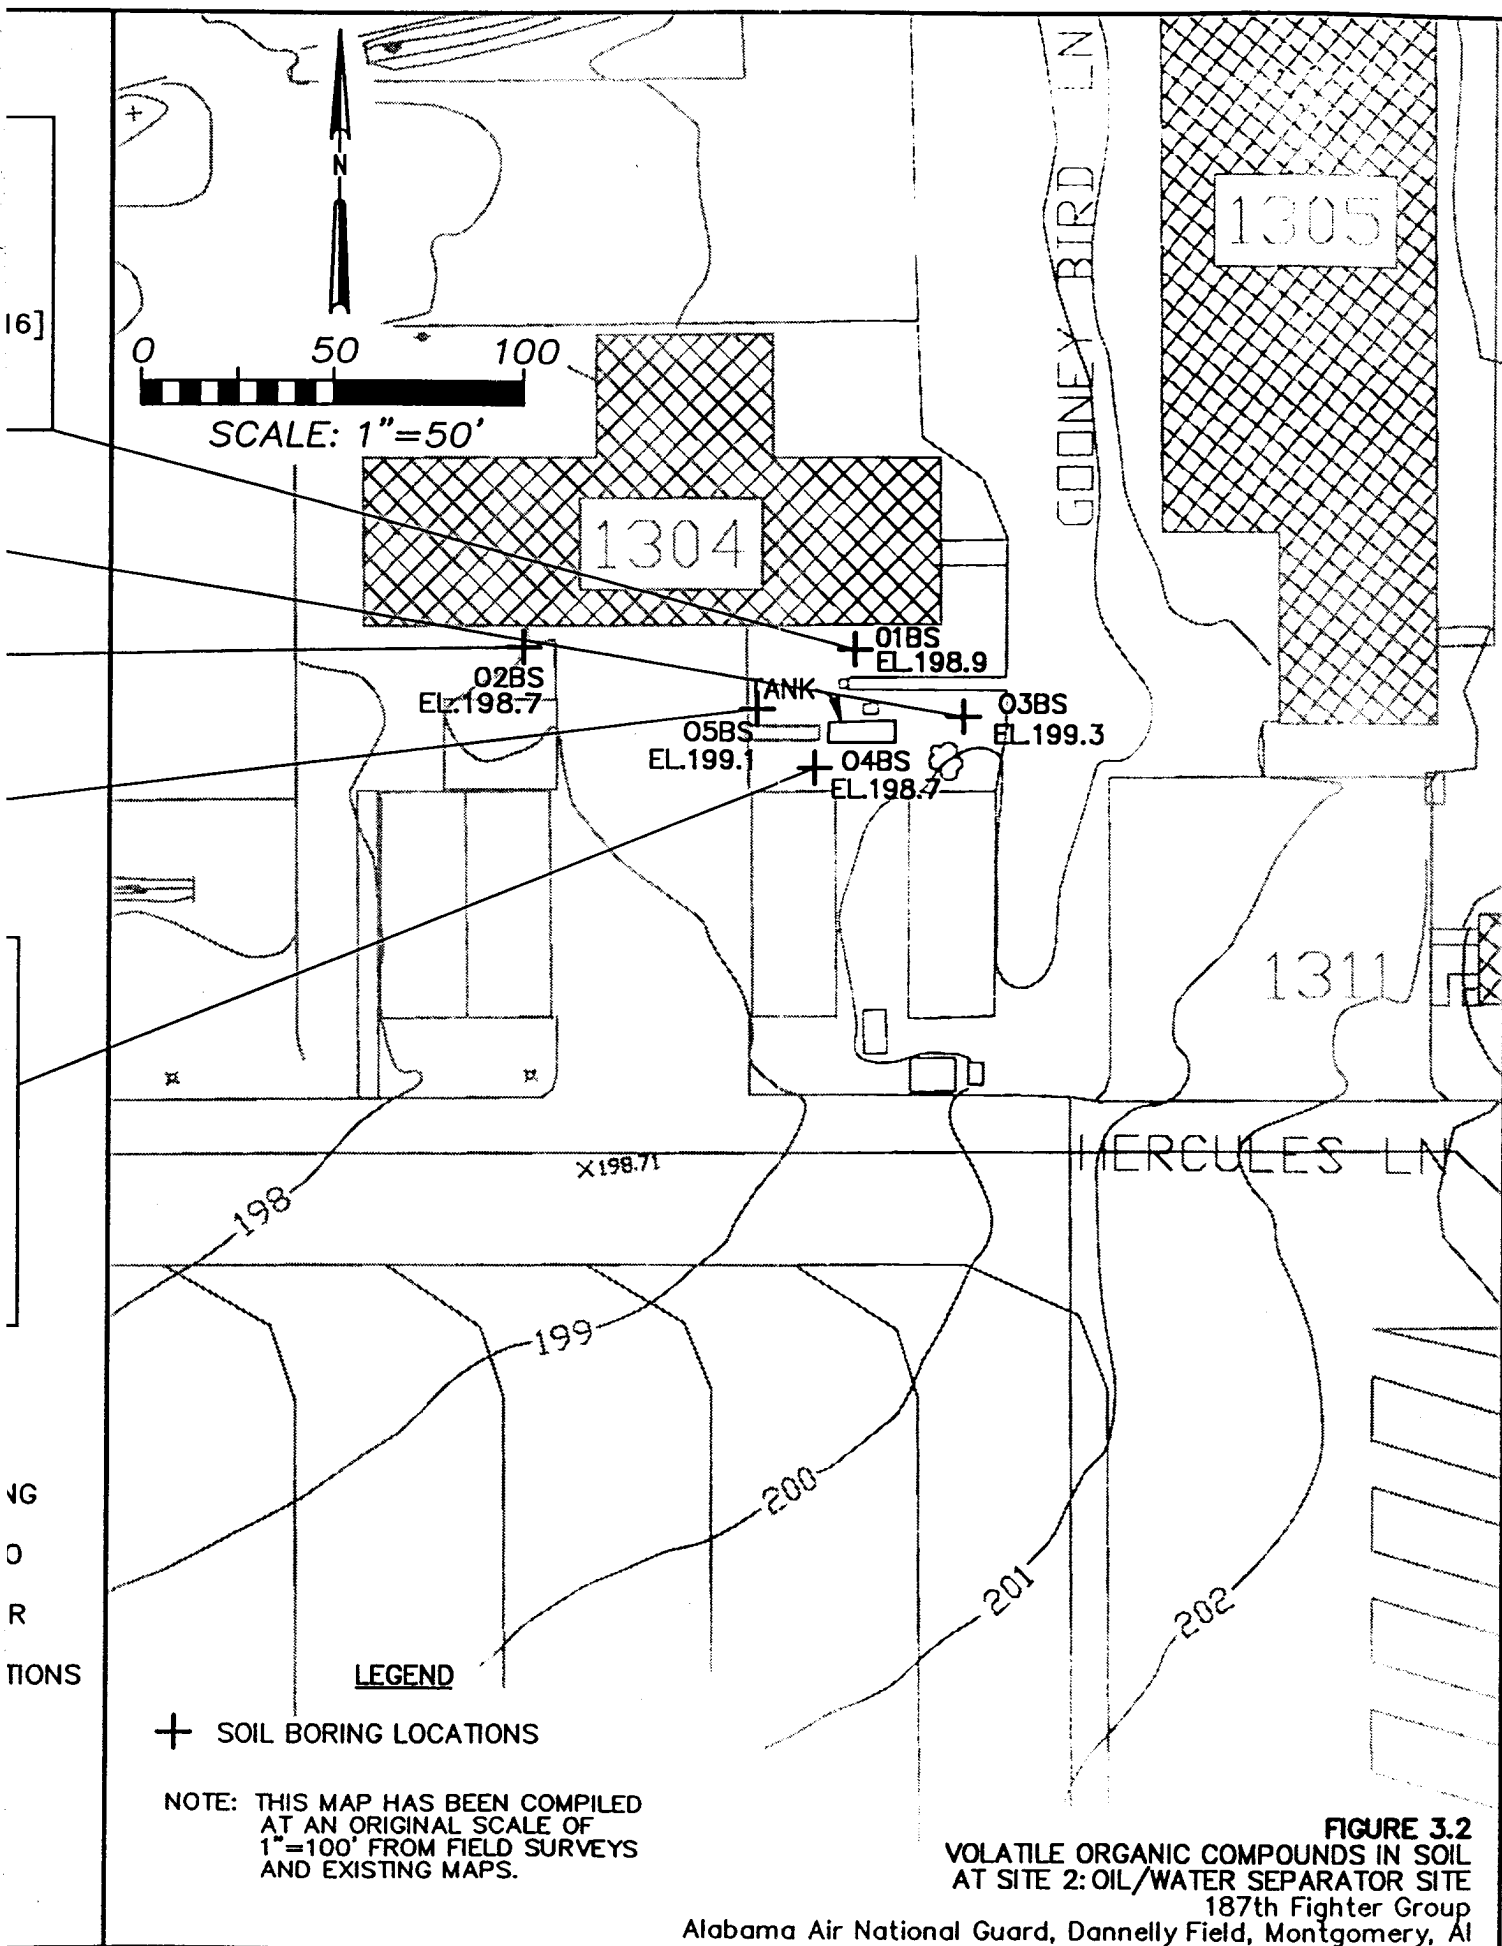 16]
NG
O
R
TIONS
N
0 50 100
SCALE: 1"=50'
GOONEY BIRD LN
1305
1304
01BS
EL.198.9
02BS
EL.198.7
TANK
03BS
EL.199.3
05BS
EL.199.1
04BS
EL.198.7
1311
HERCULES LN
X198.71
198
199
200
201
202
LEGEND
SOIL BORING LOCATIONS
NOTE: THIS MAP HAS BEEN COMPILED
AT AN ORIGINAL SCALE OF
1"=100' FROM FIELD SURVEYS
AND EXISTING MAPS.
FIGURE 3.2
VOLATILE ORGANIC COMPOUNDS IN SOIL
AT SITE 2: OIL/WATER SEPARATOR SITE
187th Fighter Group
Alabama Air National Guard, Dannelly Field, Montgomery, Al